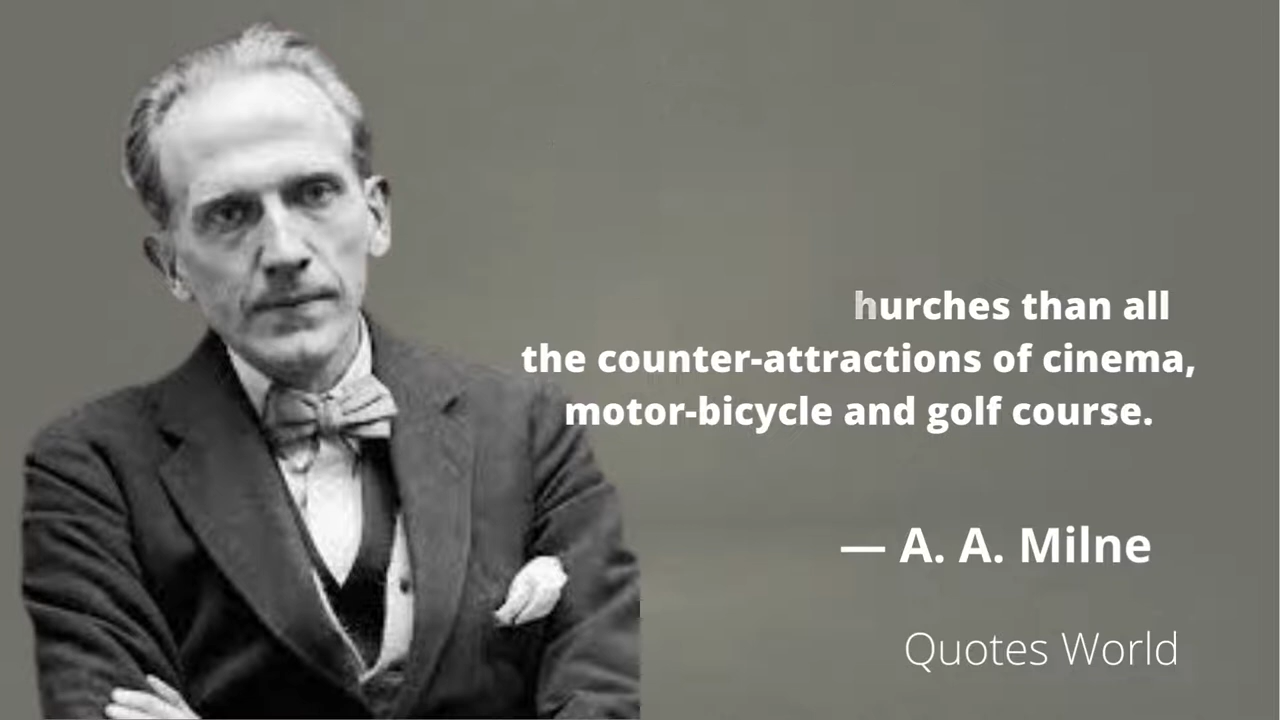 hurches than all
the counter-attractions of cinema,
motor-bicycle and golf course.
— A. A. Milne
Quotes World